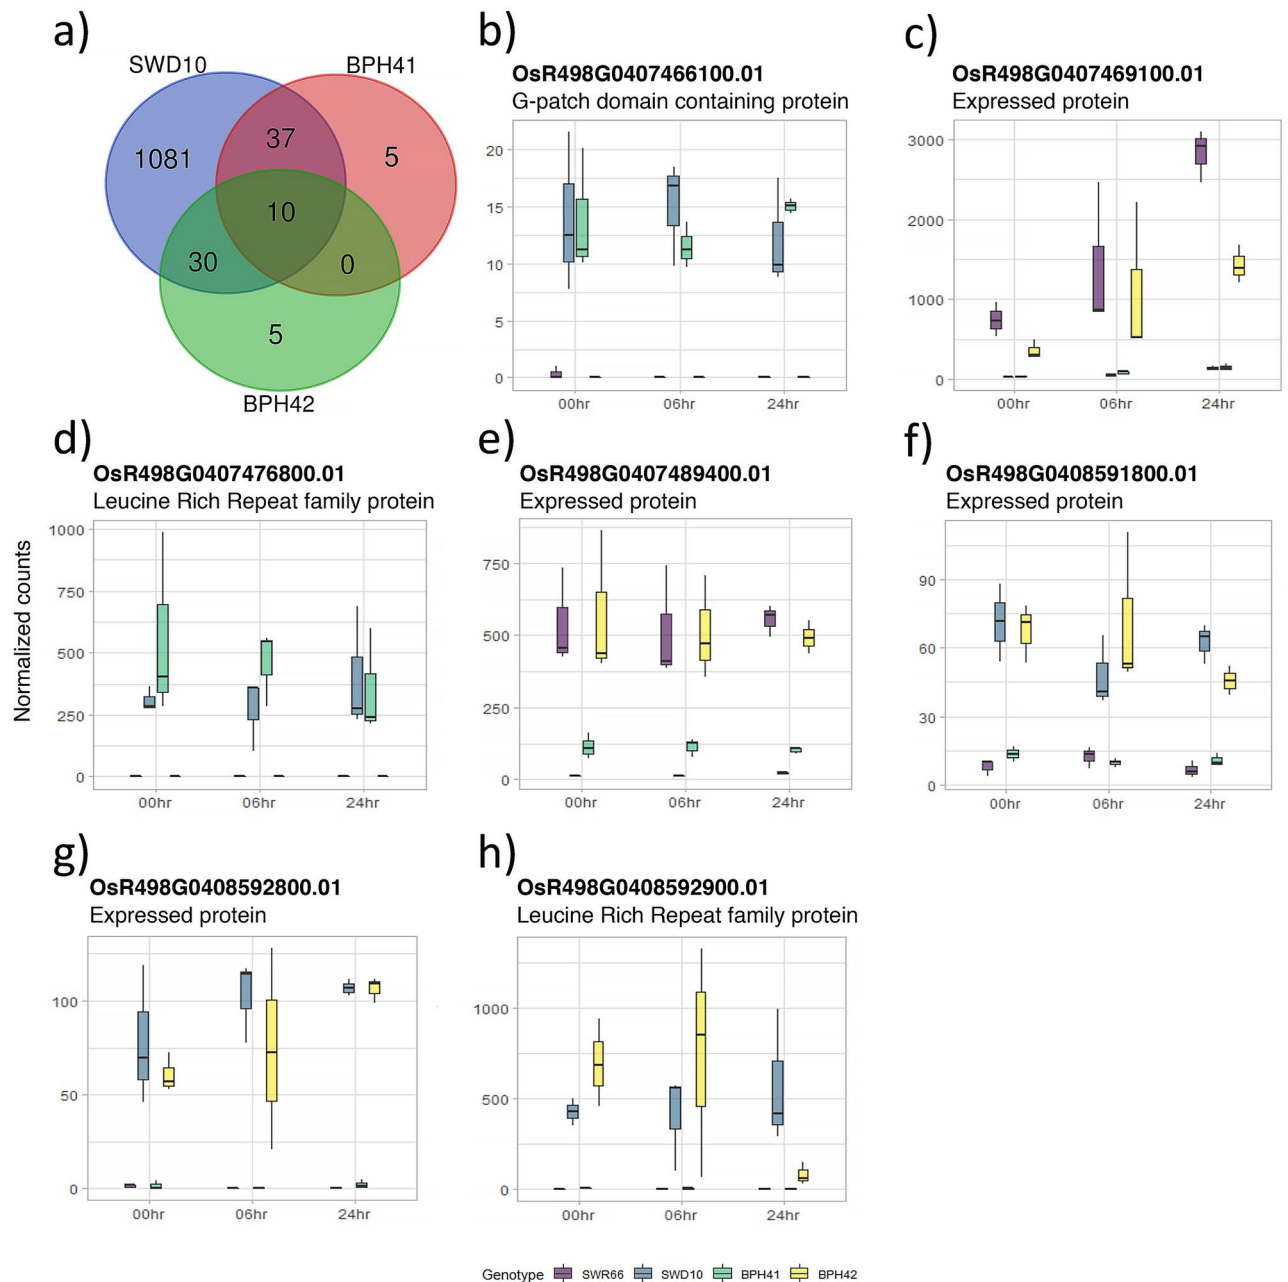 a)
SWD10
BPH41
1081
37
5
10
30
0
5
BPH42
b)
OsR498G0407466100.01
G-patch domain containing protein
20
15
10
5
0
00hr 06hr 24hr
c)
OsR498G0407469100.01
Expressed protein
3000
2000
1000
0
00hr 06hr 24hr
d)
OsR498G0407476800.01
Leucine Rich Repeat family protein
Normalized counts
1000
750
500
250
0
00hr 06hr 24hr
e)
OsR498G0407489400.01
Expressed protein
750
500
250
0
00hr 06hr 24hr
f)
OsR498G0408591800.01
Expressed protein
90
60
30
0
00hr 06hr 24hr
g)
OsR498G0408592800.01
Expressed protein
100
50
0
00hr 06hr 24hr
h)
OsR498G0408592900.01
Leucine Rich Repeat family protein
1000
500
0
00hr 06hr 24hr
Genotype SWR66 SWD10 BPH41 BPH42